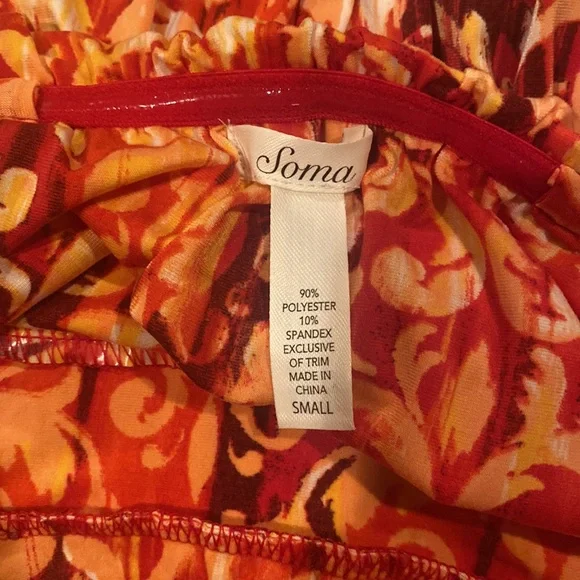 Soma
90%
POLYESTER
10%
SPANDEX
EXCLUSIVE
OF TRIM
MADE IN
CHINA
SMALL